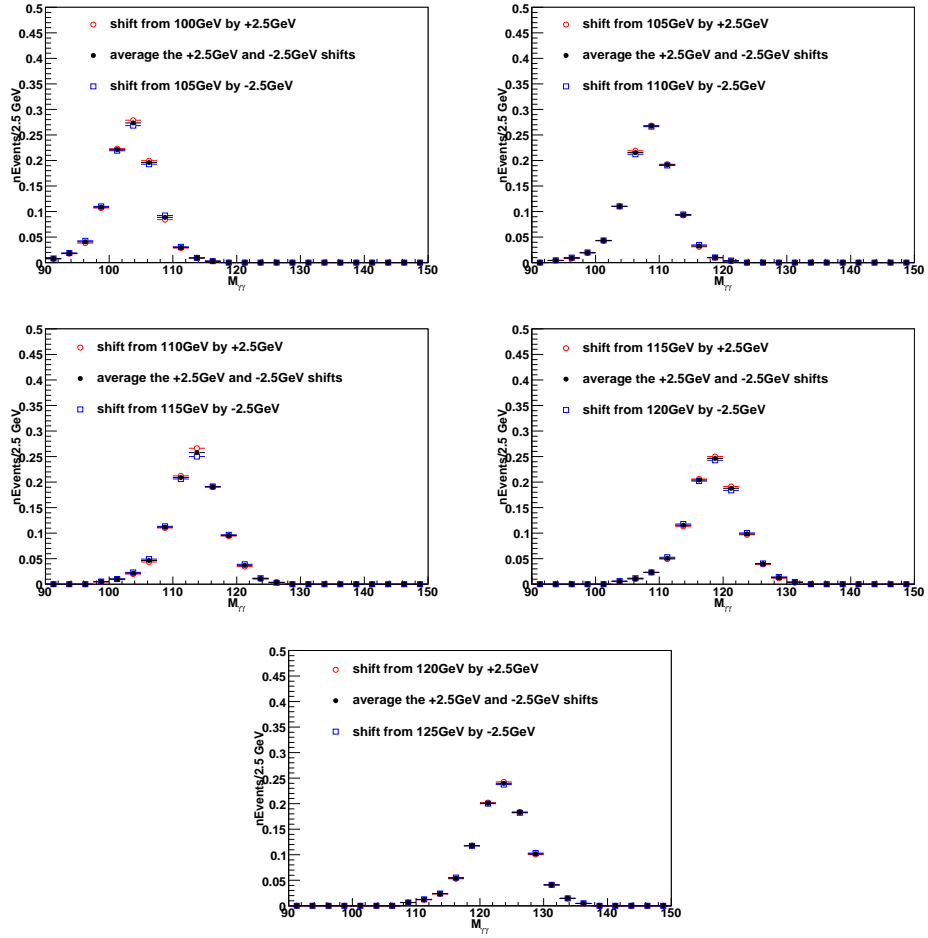 shift from 100GeV by +2.5GeV
average the +2.5GeV and -2.5GeV shifts
shift from 105GeV by -2.5GeV
nEvents/2.5 GeV
0.5
0.45
0.4
0.35
0.3
0.25
0.2
0.15
0.1
0.05
0
90 100 110 120 130 140 150
Mγγ
shift from 105GeV by +2.5GeV
average the +2.5GeV and -2.5GeV shifts
shift from 110GeV by -2.5GeV
nEvents/2.5 GeV
0.5
0.45
0.4
0.35
0.3
0.25
0.2
0.15
0.1
0.05
0
90 100 110 120 130 140 150
Mγγ
shift from 110GeV by +2.5GeV
average the +2.5GeV and -2.5GeV shifts
shift from 115GeV by -2.5GeV
nEvents/2.5 GeV
0.5
0.45
0.4
0.35
0.3
0.25
0.2
0.15
0.1
0.05
0
90 100 110 120 130 140 150
Mγγ
shift from 115GeV by +2.5GeV
average the +2.5GeV and -2.5GeV shifts
shift from 120GeV by -2.5GeV
nEvents/2.5 GeV
0.5
0.45
0.4
0.35
0.3
0.25
0.2
0.15
0.1
0.05
0
90 100 110 120 130 140 150
Mγγ
shift from 120GeV by +2.5GeV
average the +2.5GeV and -2.5GeV shifts
shift from 125GeV by -2.5GeV
nEvents/2.5 GeV
0.5
0.45
0.4
0.35
0.3
0.25
0.2
0.15
0.1
0.05
0
90 100 110 120 130 140 150
Mγγ